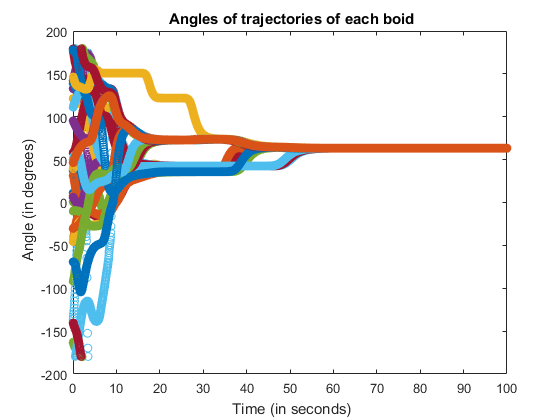 Angles of trajectories of each boid
200
150
100
50
0
-50
-100
-150
-200
Angle (in degrees)
0 10 20 30 40 50 60 70 80 90 100
Time (in seconds)